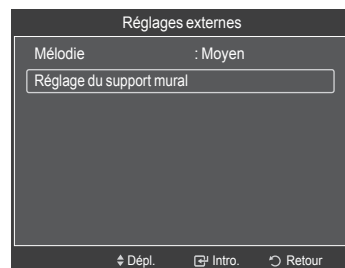 Réglages externes
Mélodie : Moyen
Réglage du support mural
Dépl. Intro. Retour